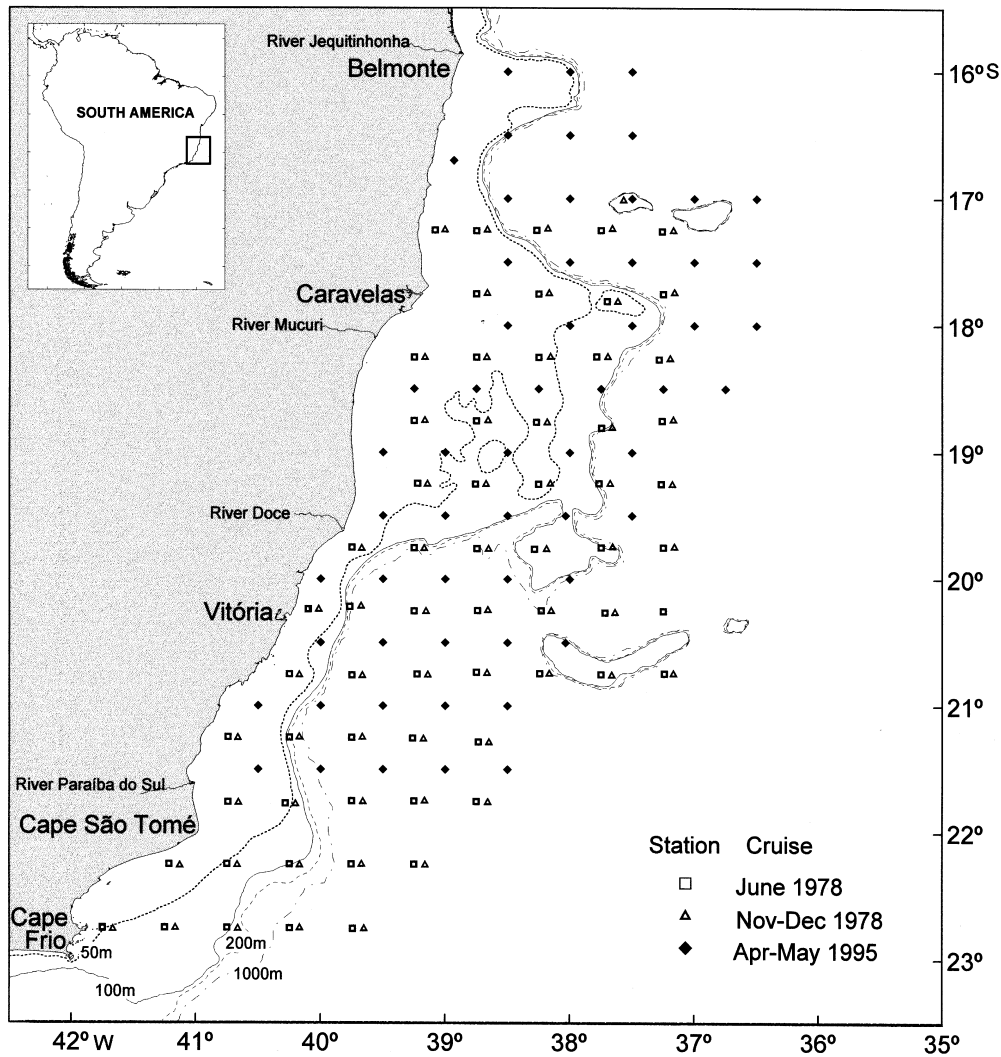 River Jequitinhonha
Belmonte
16ºS
SOUTH AMERICA
17º
Caravelas
River Mucuri
18º
19º
River Doce
20º
Vitória
21º
River Paraíba do Sul
Cape São Tomé
22º
Station Cruise
June 1978
Nov-Dec 1978
Apr-May 1995
Cape
Frio
50m
200m
1000m
100m
23º
42º W 41º 40º 39º 38º 37º 36º 35º